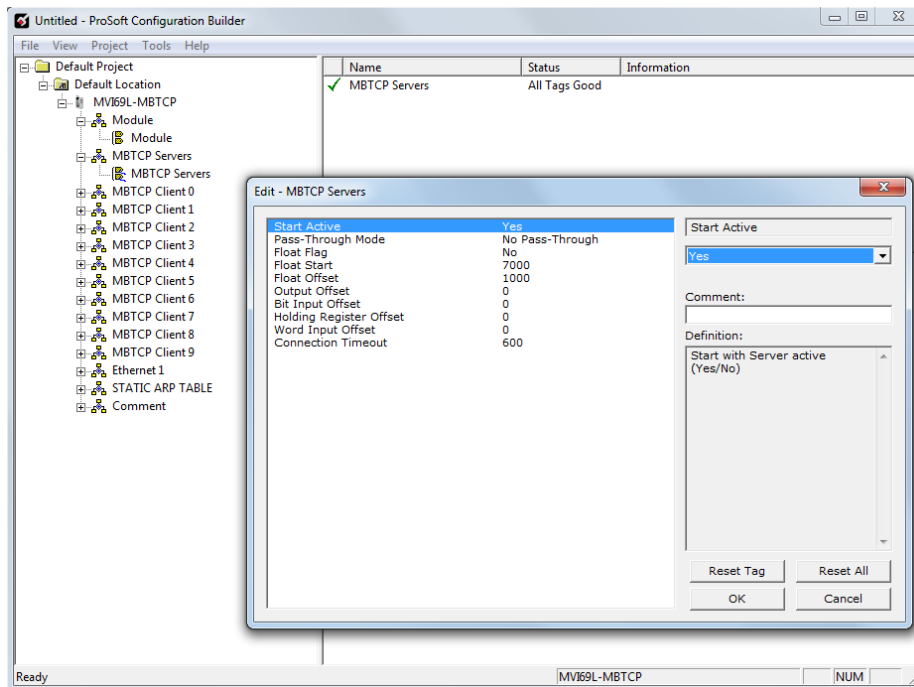 Untitled - ProSoft Configuration Builder
File View Project Tools Help
Default Project
Default Location
MVI69L-MBTCP
Module
Module
MBTCP Servers
MBTCP Servers
MBTCP Client 0
MBTCP Client 1
MBTCP Client 2
MBTCP Client 3
MBTCP Client 4
MBTCP Client 5
MBTCP Client 6
MBTCP Client 7
MBTCP Client 8
MBTCP Client 9
Ethernet 1
STATIC ARP TABLE
Comment
Name Status Information
MBTCP Servers All Tags Good
Edit - MBTCP Servers
Start Active Yes
Pass-Through Mode No Pass-Through
Float Flag No
Float Start 7000
Float Offset 1000
Output Offset 0
Bit Input Offset 0
Holding Register Offset 0
Word Input Offset 0
Connection Timeout 600
Start Active
Yes
Comment:
Definition:
Start with Server active
(Yes/No)
Reset Tag Reset All
OK Cancel
Ready MVI69L-MBTCP NUM